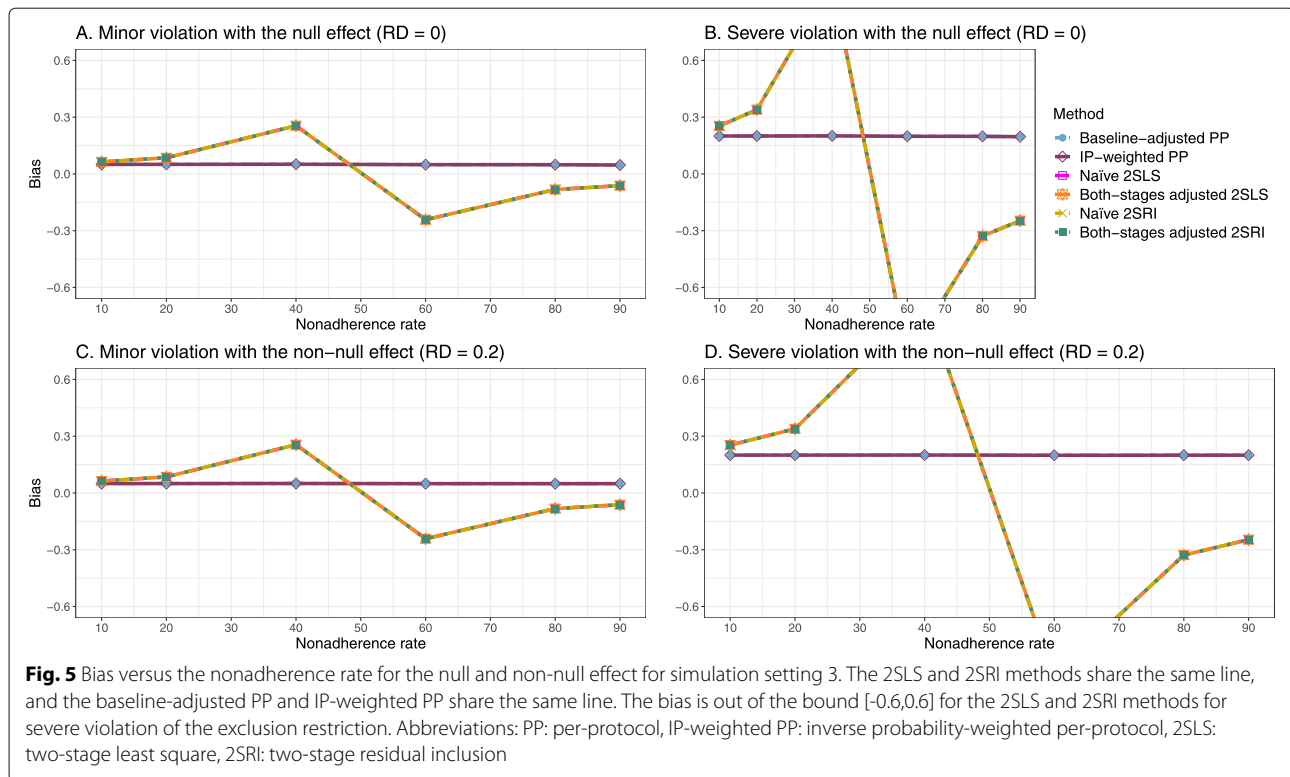 A. Minor violation with the null effect (RD = 0)
0.6
0.3
0.0
−0.3
−0.6
Bias
10 20 30 40 50 60 70 80 90
Nonadherence rate
B. Severe violation with the null effect (RD = 0)
0.6
0.3
0.0
−0.3
−0.6
10 20 30 40 50 60 70 80 90
Nonadherence rate
Method
Baseline−adjusted PP
IP−weighted PP
Naïve 2SLS
Both−stages adjusted 2SLS
Naïve 2SRI
Both−stages adjusted 2SRI
C. Minor violation with the non−null effect (RD = 0.2)
0.6
0.3
0.0
−0.3
−0.6
Bias
10 20 30 40 50 60 70 80 90
Nonadherence rate
D. Severe violation with the non−null effect (RD = 0.2)
0.6
0.3
0.0
−0.3
−0.6
10 20 30 40 50 60 70 80 90
Nonadherence rate
Fig. 5 Bias versus the nonadherence rate for the null and non-null effect for simulation setting 3. The 2SLS and 2SRI methods share the same line,
and the baseline-adjusted PP and IP-weighted PP share the same line. The bias is out of the bound [-0.6,0.6] for the 2SLS and 2SRI methods for
severe violation of the exclusion restriction. Abbreviations: PP: per-protocol, IP-weighted PP: inverse probability-weighted per-protocol, 2SLS:
two-stage least square, 2SRI: two-stage residual inclusion